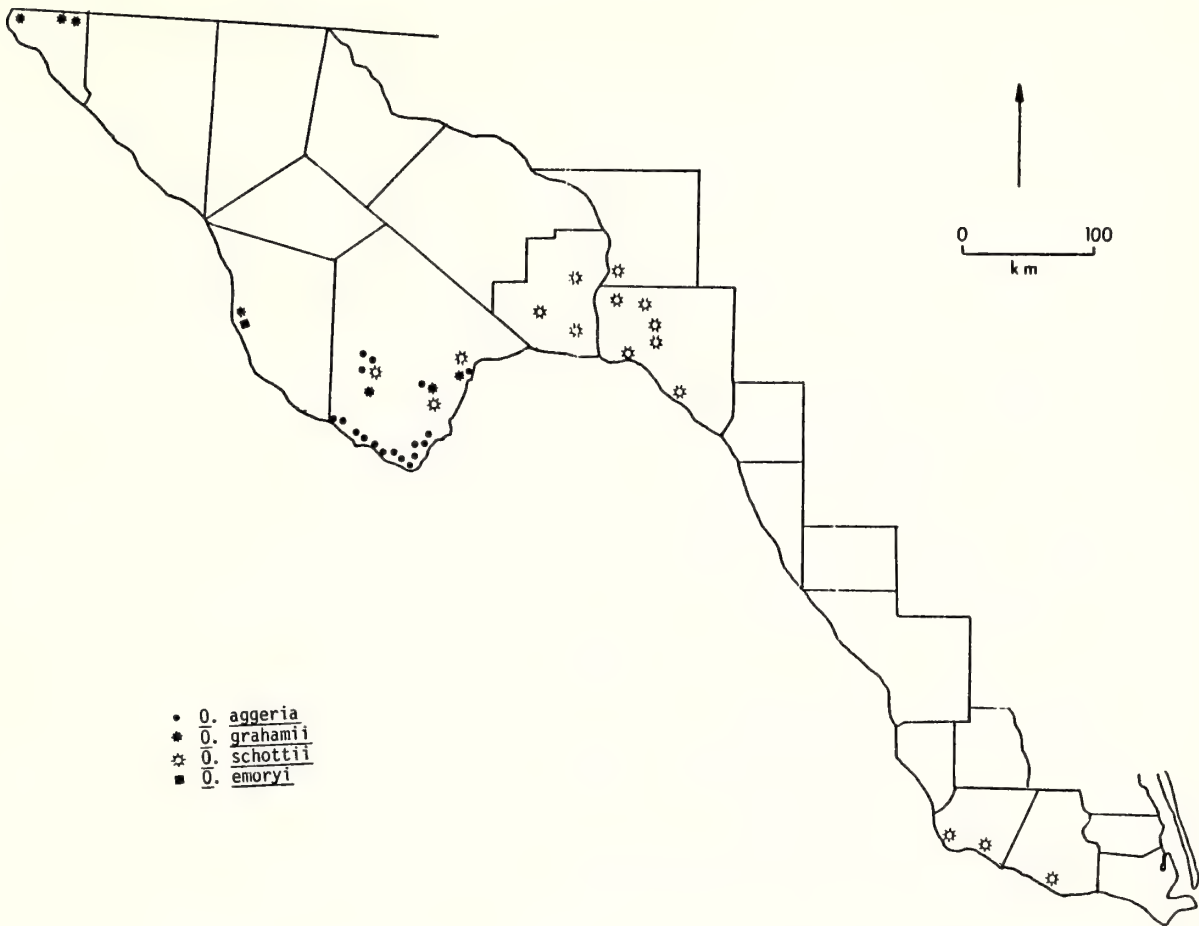 0 100
km
O. aggeria
O. grahamii
O. schottii
O. emoryi